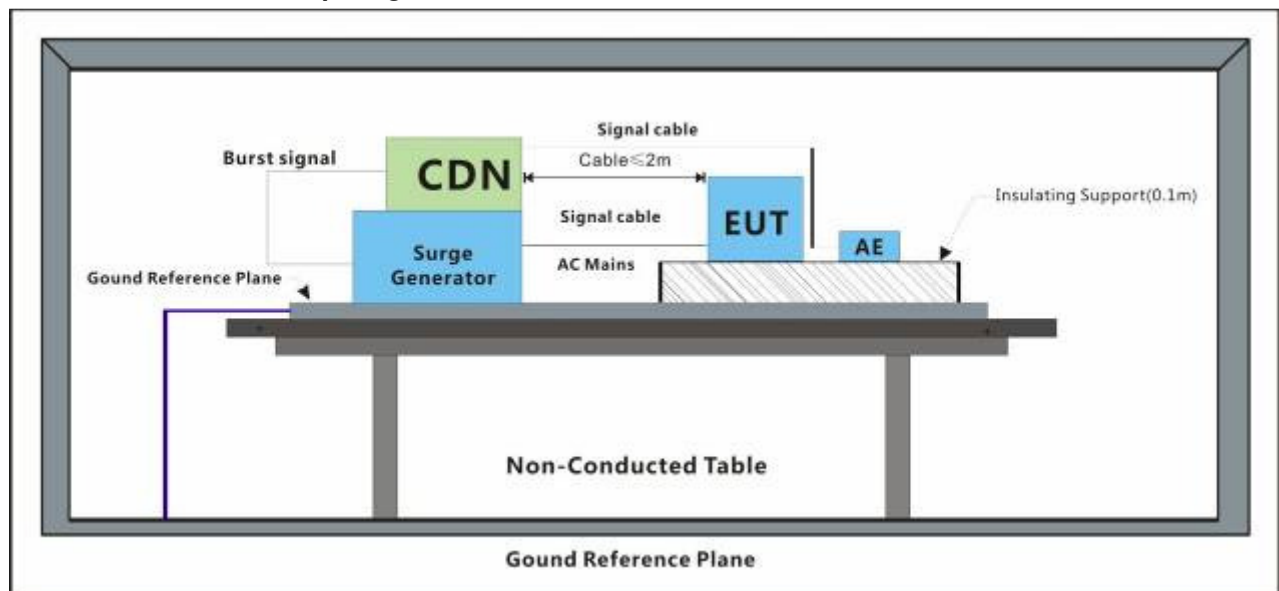 Signal cable
Cable≤2m
Burst signal
CDN
Insulating Support(0.1m)
Signal cable
EUT
AE
Surge
Generator
AC Mains
Gound Reference Plane
Non-Conducted Table
Gound Reference Plane